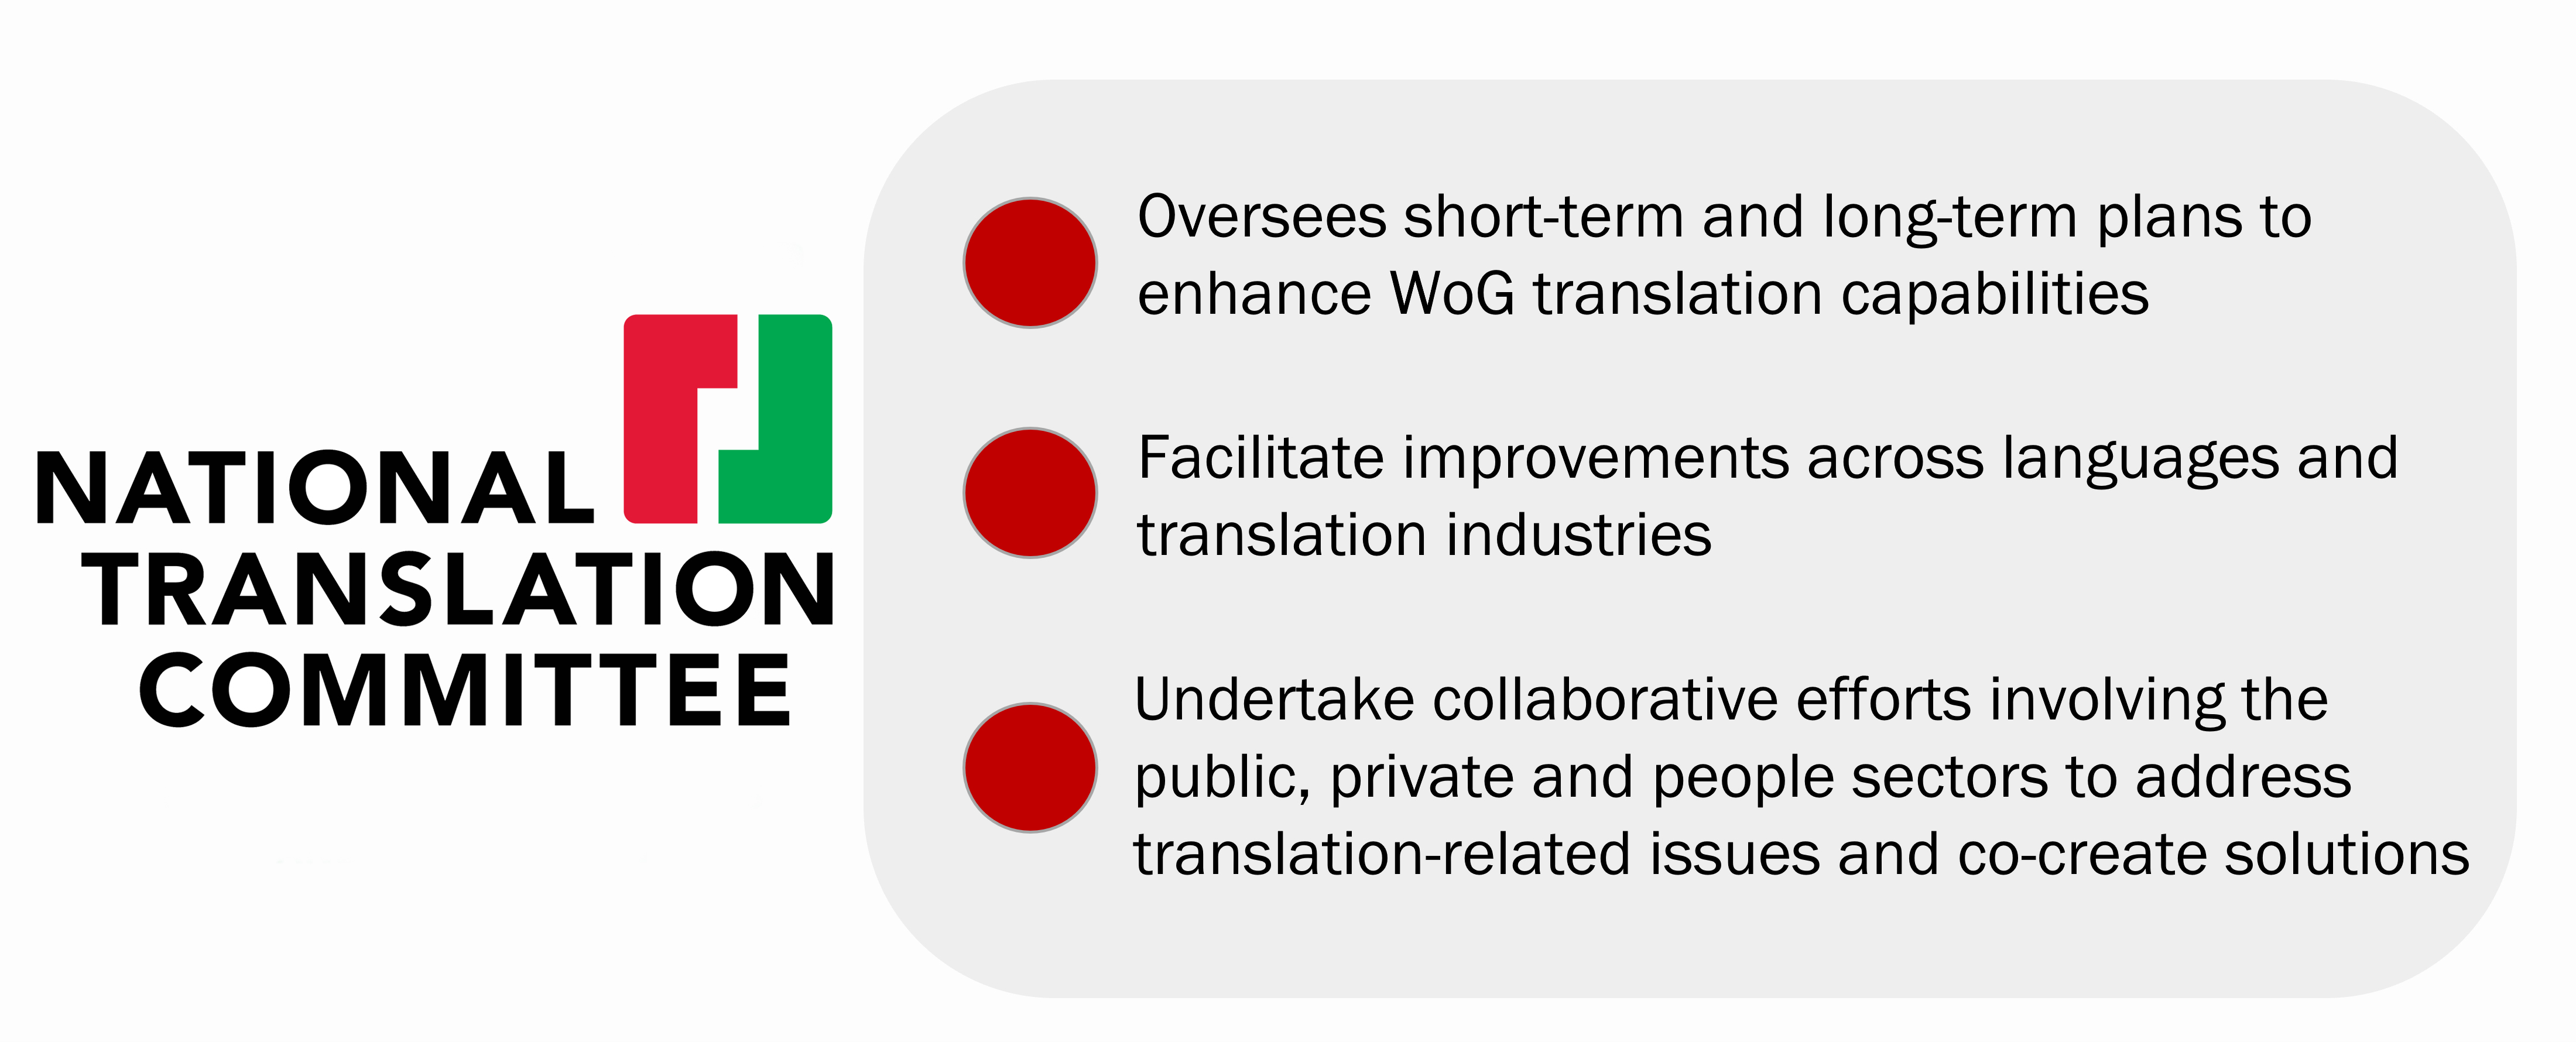 NATIONAL
TRANSLATION
COMMITTEE
Oversees short-term and long-term plans to
enhance WoG translation capabilities
Facilitate improvements across languages and
translation industries
Undertake collaborative efforts involving the
public, private and people sectors to address
translation-related issues and co-create solutions